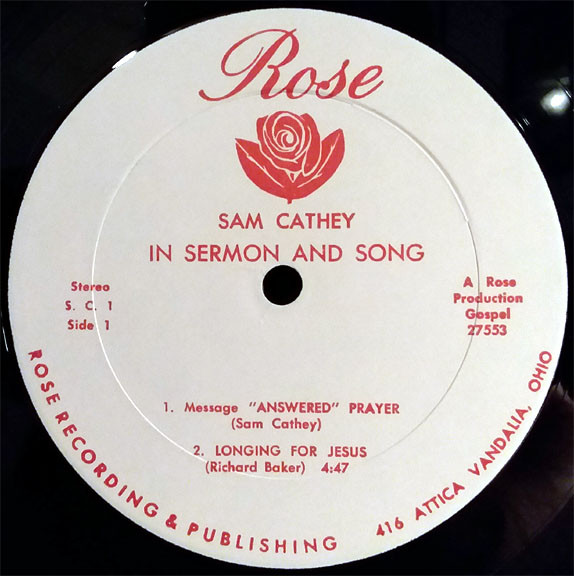 Rose
SAM CATHEY
IN SERMON AND SONG
Stereo
S. C. 1
Side 1
A Rose
Production
Gospel
27553
1. Message "ANSWERED" PRAYER
(Sam Cathey)
2. LONGING FOR JESUS
(Richard Baker) 4:47
ROSE RECORDING & PUBLISHING 416 ATTICA VANDALIA, OHIO